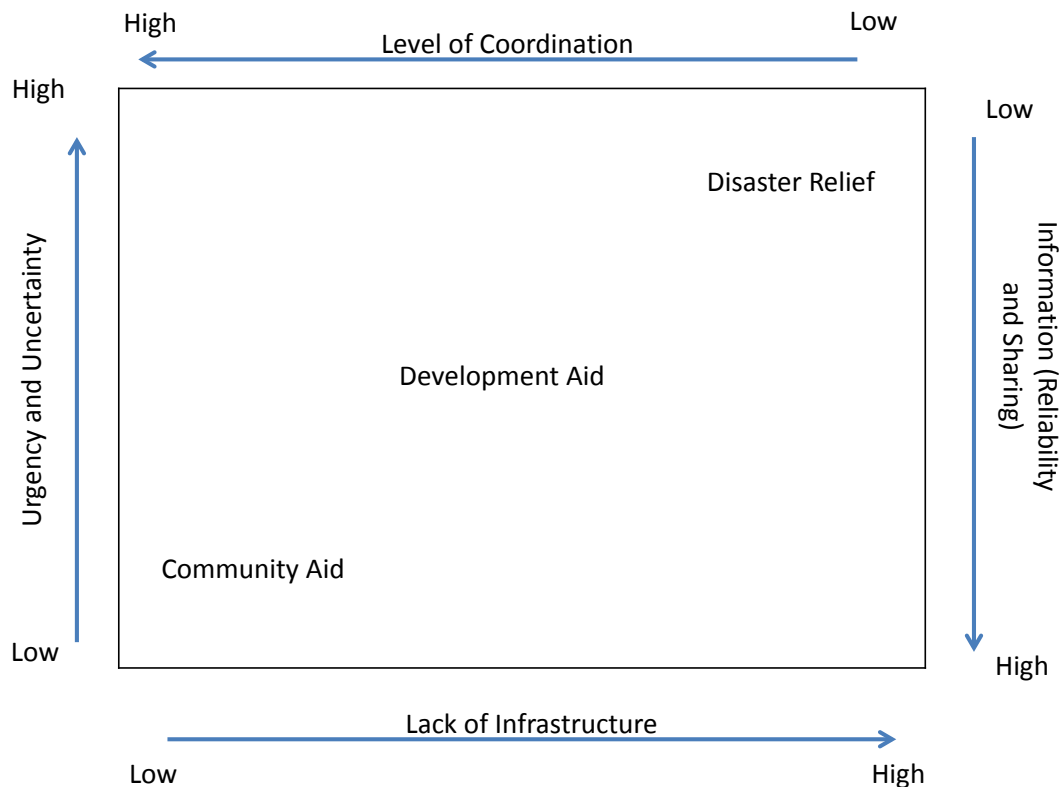 High
Level of Coordination
Low
High
Low
Disaster Relief
Urgency and Uncertainty
Information (Reliability
and Sharing)
Development Aid
Community Aid
Low
High
Lack of Infrastructure
Low
High